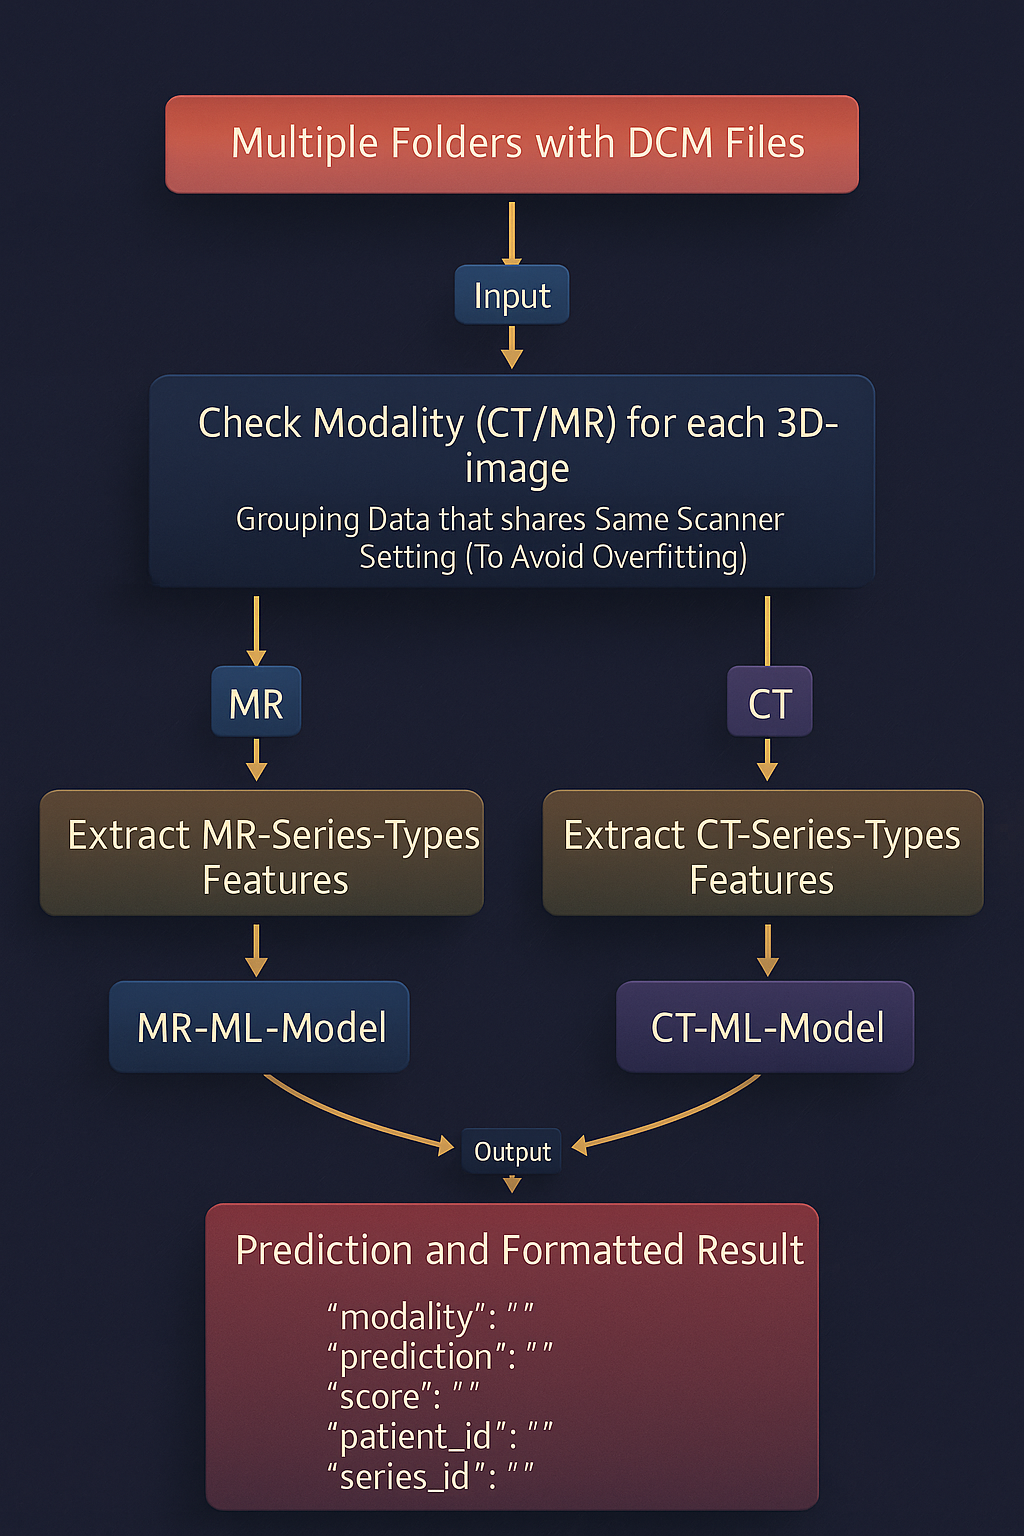 Multiple Folders with DCM Files
Input
Check Modality (CT/MR) for each 3D-
image
Grouping Data that shares Same Scanner
Setting (To Avoid Overfitting)
MR
CT
Extract MR-Series-Types
Features
Extract CT-Series-Types
Features
MR-ML-Model
CT-ML-Model
Output
Prediction and Formatted Result
“modality”: ” ”
“prediction”: ” ”
“score”: ” ”
“patient_id”: ” ”
“series_id”: ” ”